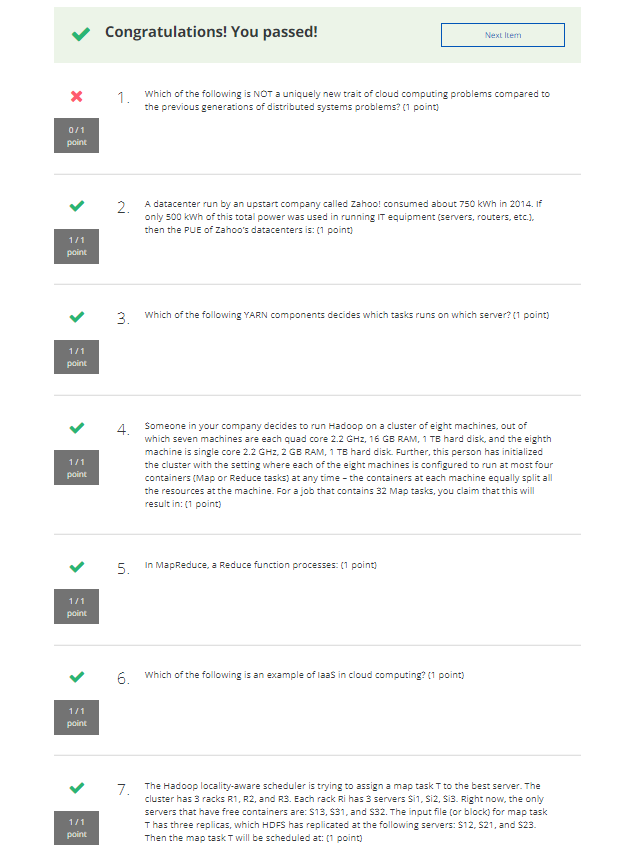 Congratulations! You passed!
Next Item
1.
Which of the following is NOT a uniquely new trait of cloud computing problems compared to
the previous generations of distributed systems problems? (1 point)
0 / 1
point
2.
A datacenter run by an upstart company called Zahoo! consumed about 750 kWh in 2014. If
only 500 kWh of this total power was used in running IT equipment (servers, routers, etc.),
then the PUE of Zahoo's datacenters is: (1 point)
1 / 1
point
3.
Which of the following YARN components decides which tasks runs on which server? (1 point)
1 / 1
point
4.
Someone in your company decides to run Hadoop on a cluster of eight machines, out of
which seven machines are each quad core 2.2 GHz, 16 GB RAM, 1 TB hard disk, and the eighth
machine is single core 2.2 GHz, 2 GB RAM, 1 TB hard disk. Further, this person has initialized
the cluster with the setting where each of the eight machines is configured to run at most four
containers (Map or Reduce tasks) at any time – the containers at each machine equally split all
the resources at the machine. For a job that contains 32 Map tasks, you claim that this will
result in: (1 point)
1 / 1
point
5.
In MapReduce, a Reduce function processes: (1 point)
1 / 1
point
6.
Which of the following is an example of IaaS in cloud computing? (1 point)
1 / 1
point
7.
The Hadoop locality-aware scheduler is trying to assign a map task T to the best server. The
cluster has 3 racks R1, R2, and R3. Each rack Ri has 3 servers Si1, Si2, Si3. Right now, the only
servers that have free containers are: S13, S31, and S32. The input file (or block) for map task
T has three replicas, which HDFS has replicated at the following servers: S12, S21, and S23.
Then the map task T will be scheduled at: (1 point)
1 / 1
point